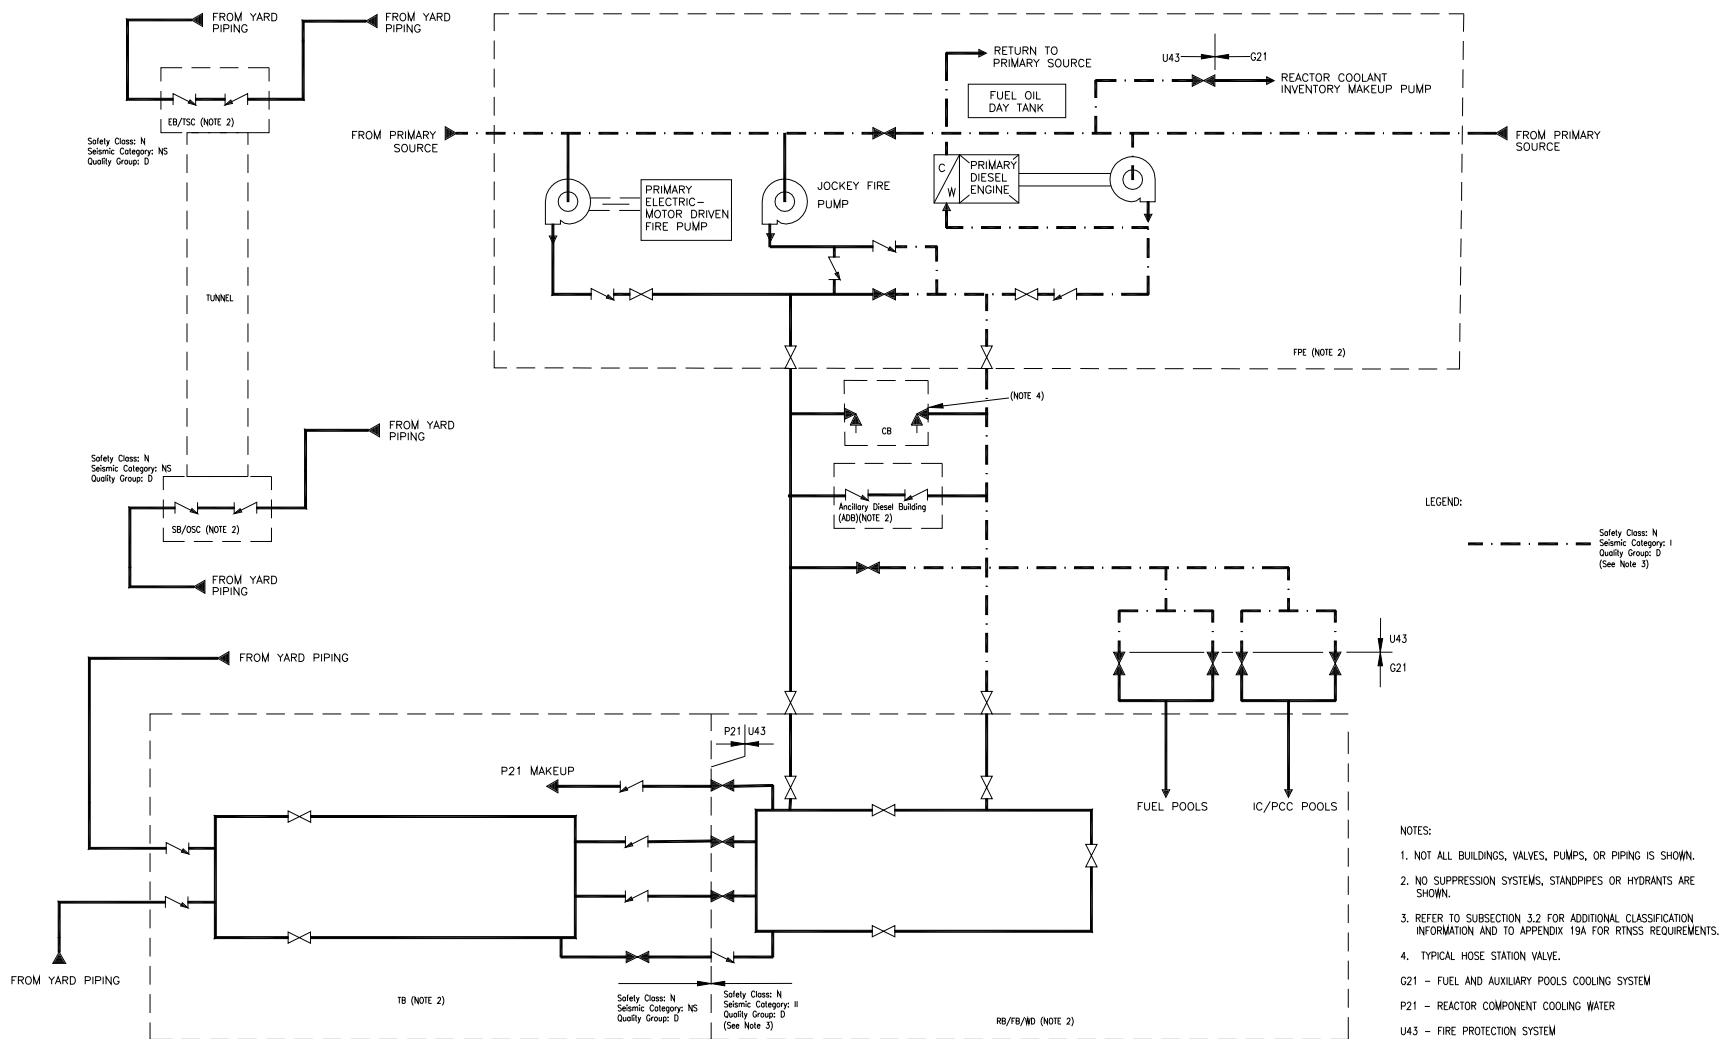 FROM YARD
PIPING
FROM YARD
PIPING
EB/TSC (NOTE 2)
Safety Class: N
Seismic Category: NS
Quality Group: D
TUNNEL
FROM YARD
PIPING
Safety Class: N
Seismic Category: NS
Quality Group: D
SB/OSC (NOTE 2)
FROM YARD
PIPING
RETURN TO
PRIMARY SOURCE
U43
G21
REACTOR COOLANT
INVENTORY MAKEUP PUMP
FUEL OIL
DAY TANK
FROM PRIMARY
SOURCE
FROM PRIMARY
SOURCE
PRIMARY
ELECTRIC-
MOTOR DRIVEN
FIRE PUMP
JOCKEY FIRE
PUMP
C
W
PRIMARY
DIESEL
ENGINE
FPE (NOTE 2)
(NOTE 4)
CB
Ancillary Diesel Building
(ADB)(NOTE 2)
LEGEND:
Safety Class: N
Seismic Category: I
Quality Group: D
(See Note 3)
U43
G21
FROM YARD PIPING
P21 U43
P21 MAKEUP
FUEL POOLS
IC/PCC POOLS
FROM YARD PIPING
TB (NOTE 2)
Safety Class: N
Seismic Category: NS
Quality Group: D
Safety Class: N
Seismic Category: II
Quality Group: D
(See Note 3)
RB/FB/WD (NOTE 2)
NOTES:
1. NOT ALL BUILDINGS, VALVES, PUMPS, OR PIPING IS SHOWN.
2. NO SUPPRESSION SYSTEMS, STANDPIPES OR HYDRANTS ARE
SHOWN.
3. REFER TO SUBSECTION 3.2 FOR ADDITIONAL CLASSIFICATION
INFORMATION AND TO APPENDIX 19A FOR RTNSS REQUIREMENTS.
4. TYPICAL HOSE STATION VALVE.
G21 - FUEL AND AUXILIARY POOLS COOLING SYSTEM
P21 - REACTOR COMPONENT COOLING WATER
U43 - FIRE PROTECTION SYSTEM